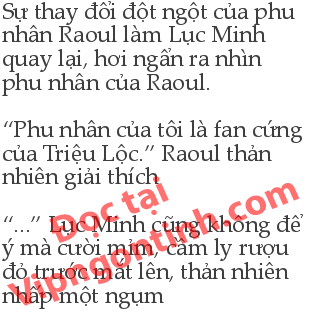 Sự thay đổi đột ngột của phu
nhân Raoul làm Lục Minh
quay lại, hơi ngẩn ra nhìn
phu nhân của Raoul.
“Phu nhân của tôi là fan cứng
của Triệu Lộc.” Raoul thản
nhiên giải thích
“...” Lục Minh cũng không để
ý mà cười mỉm, cầm ly rượu
đỏ trước mắt lên, thản nhiên
nhấp một ngụm
Đọc tại
Vipngontinh.com